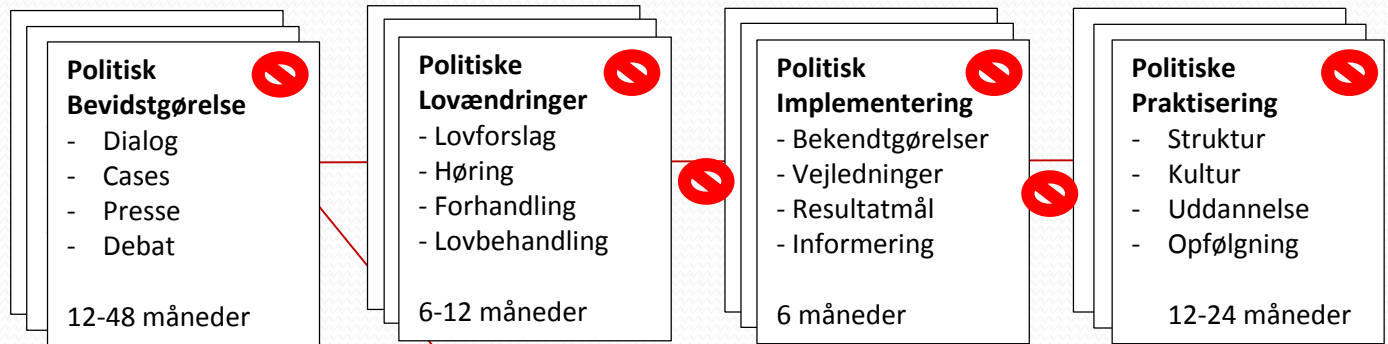 Politisk
Bevidstgørelse
- Dialog
- Cases
- Presse
- Debat
12-48 måneder
Politiske
Lovændringer
- Lovforslag
- Høring
- Forhandling
- Lovbehandling
6-12 måneder
Politisk
Implementering
- Bekendtgørelser
- Vejledninger
- Resultatmål
- Informering
6 måneder
Politiske
Praktisering
- Struktur
- Kultur
- Uddannelse
- Opfølgning
12-24 måneder